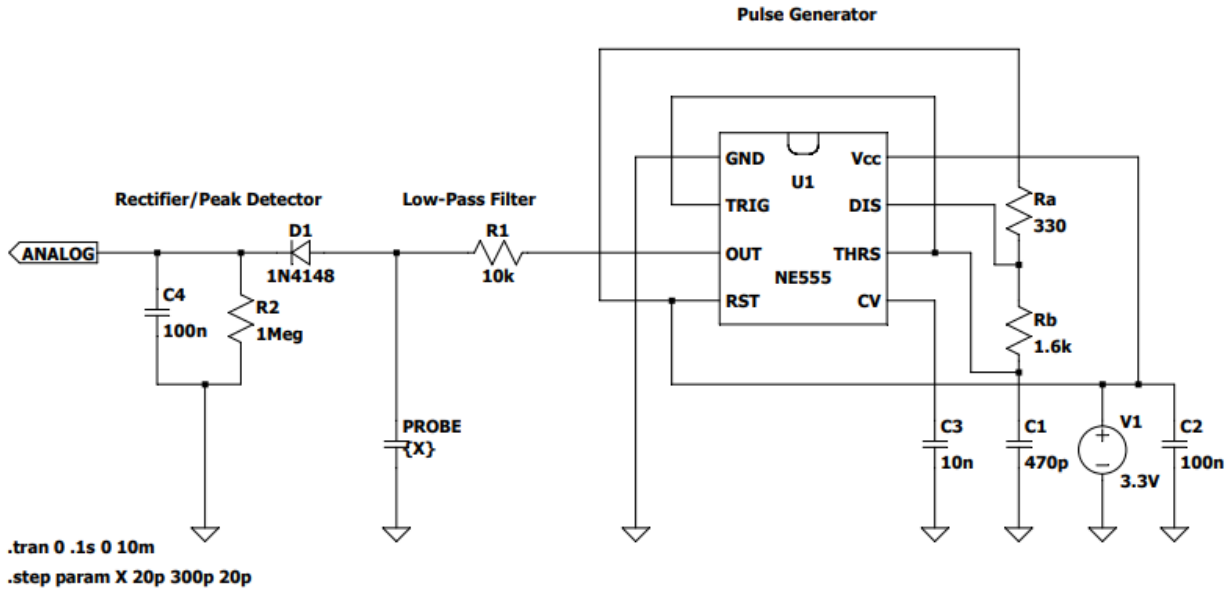 Pulse Generator
Rectifier/Peak Detector
Low-Pass Filter
ANALOG
C4
100n
R2
1Meg
D1
1N4148
PROBE
{X}
R1
10k
GND
TRIG
OUT
RST
U1
NE555
Vcc
DIS
THRS
CV
Ra
330
Rb
1.6k
C3
10n
C1
470p
V1
3.3V
C2
100n
.tran 0 .1s 0 10m
.step param X 20p 300p 20p